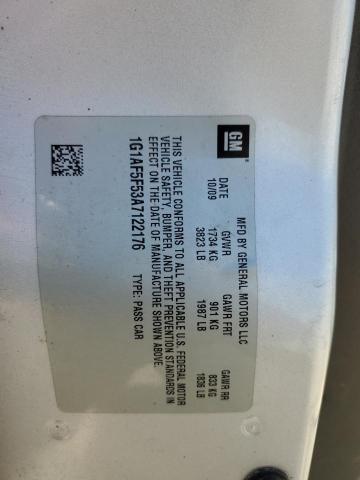 GM
MFD BY GENERAL MOTORS LLC
DATE GVWR GAWR FRT GAWR RR
10/09 1734 KG 901 KG 833 KG
3823 LB 1987 LB 1836 LB
THIS VEHICLE CONFORMS TO ALL APPLICABLE U.S. FEDERAL MOTOR
VEHICLE SAFETY, BUMPER, AND THEFT PREVENTION STANDARDS IN
EFFECT ON THE DATE OF MANUFACTURE SHOWN ABOVE.
1G1AF5F53A7122176 TYPE: PASS CAR